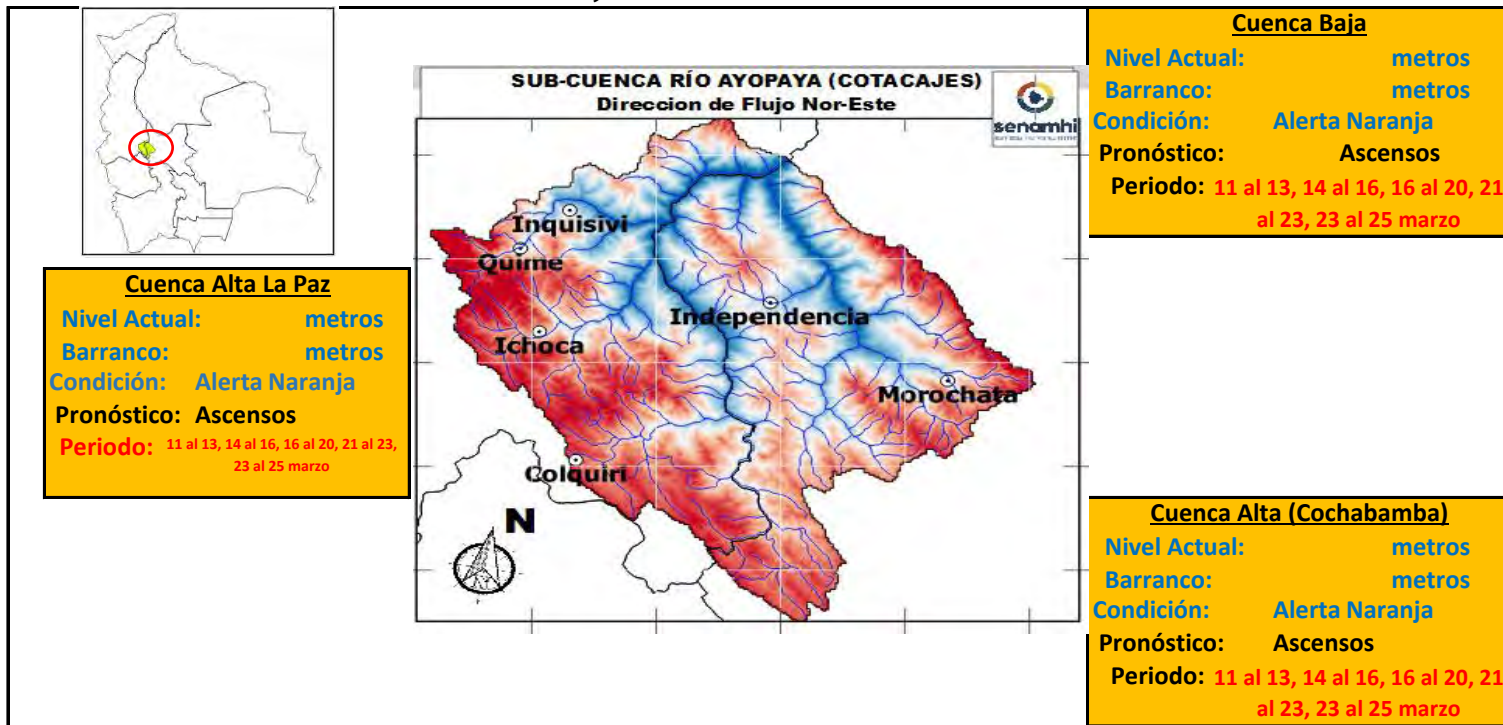 SUB-CUENCA RÍO AYOPAYA (COTACAJES)
Direccion de Flujo Nor-Este
senamhi
Inquisivi
Quime
Ichoca
Independencia
Morochata
Colquiri
N
Cuenca Alta La Paz
Nivel Actual: metros
Barranco: metros
Condición: Alerta Naranja
Pronóstico: Ascensos
Periodo: 11 al 13, 14 al 16, 16 al 20, 21 al 23,
23 al 25 marzo
Cuenca Baja
Nivel Actual: metros
Barranco: metros
Condición: Alerta Naranja
Pronóstico: Ascensos
Periodo: 11 al 13, 14 al 16, 16 al 20, 21
al 23, 23 al 25 marzo
Cuenca Alta (Cochabamba)
Nivel Actual: metros
Barranco: metros
Condición: Alerta Naranja
Pronóstico: Ascensos
Periodo: 11 al 13, 14 al 16, 16 al 20, 21
al 23, 23 al 25 marzo